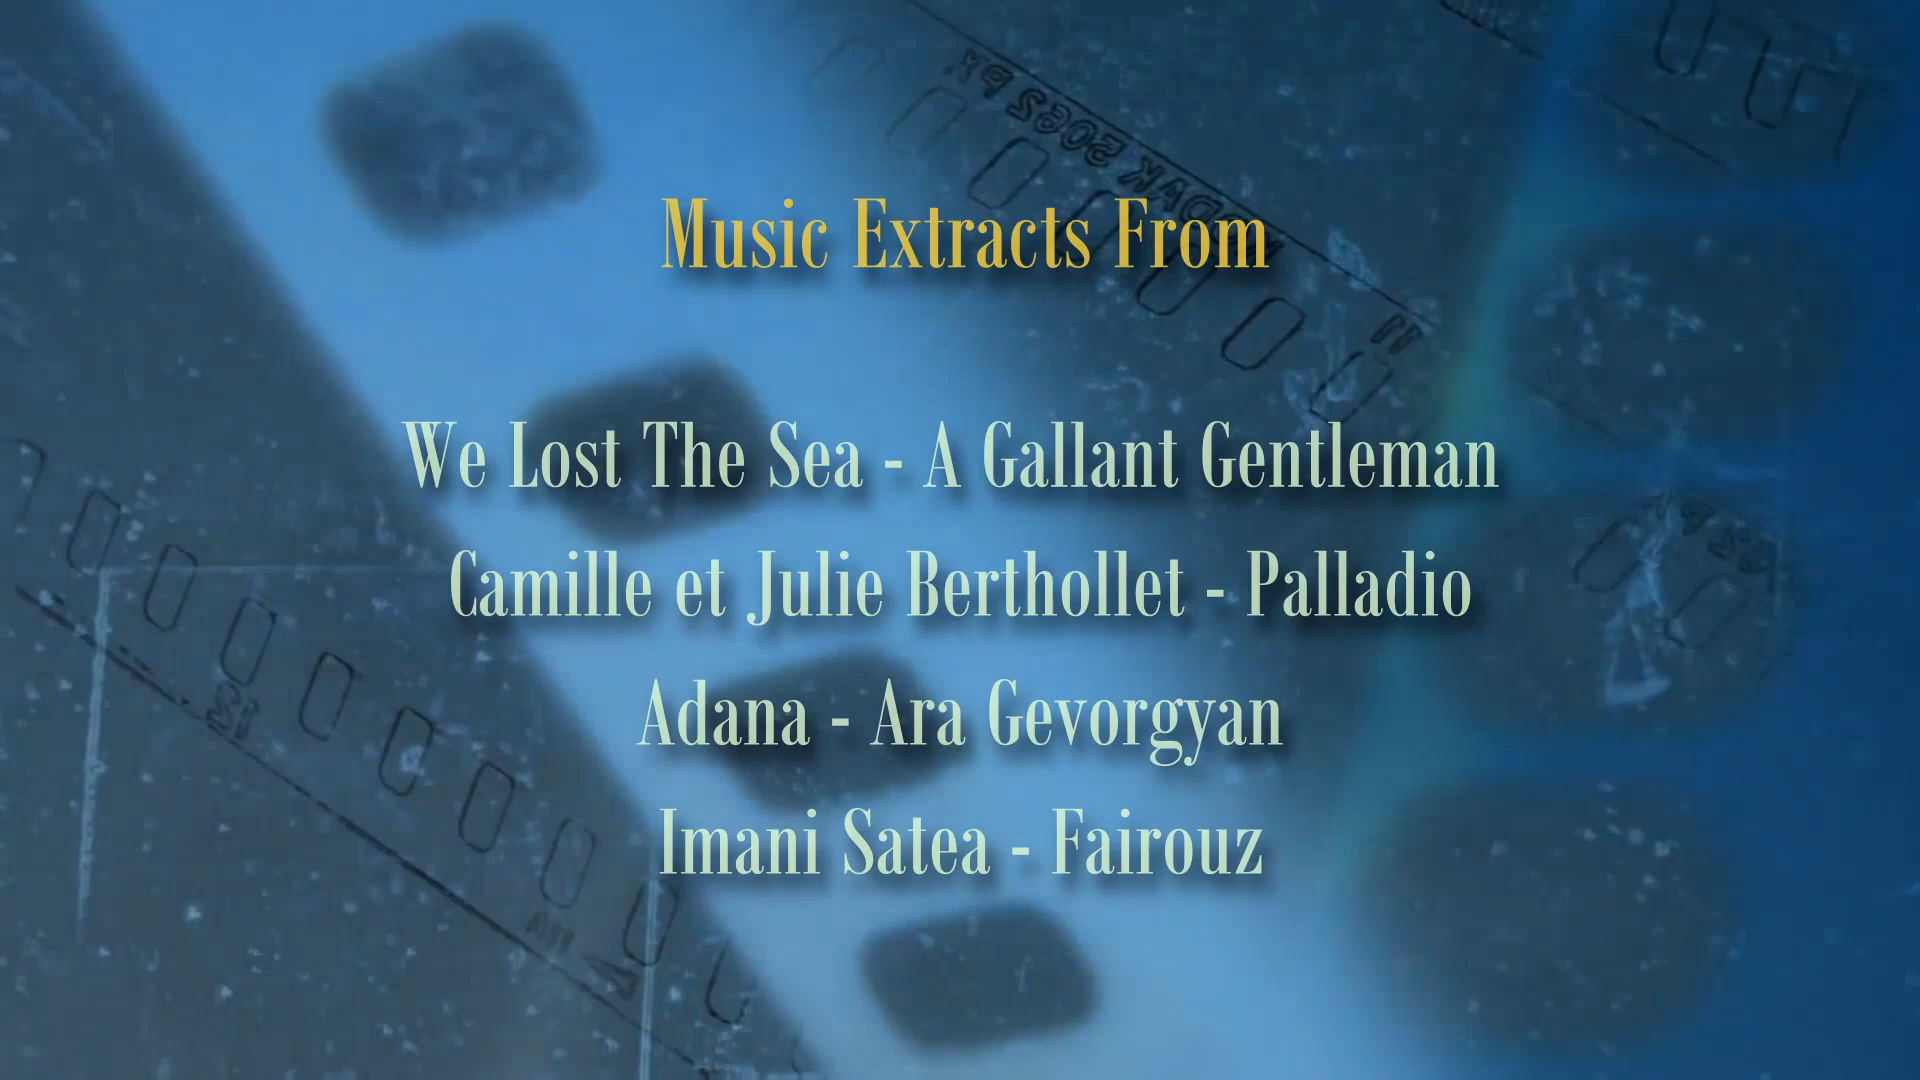 Music Extracts From
We Lost The Sea - A Gallant Gentleman
Camille et Julie Berthollet - Palladio
Adana - Ara Gevorgyan
Imani Satea - Fairouz